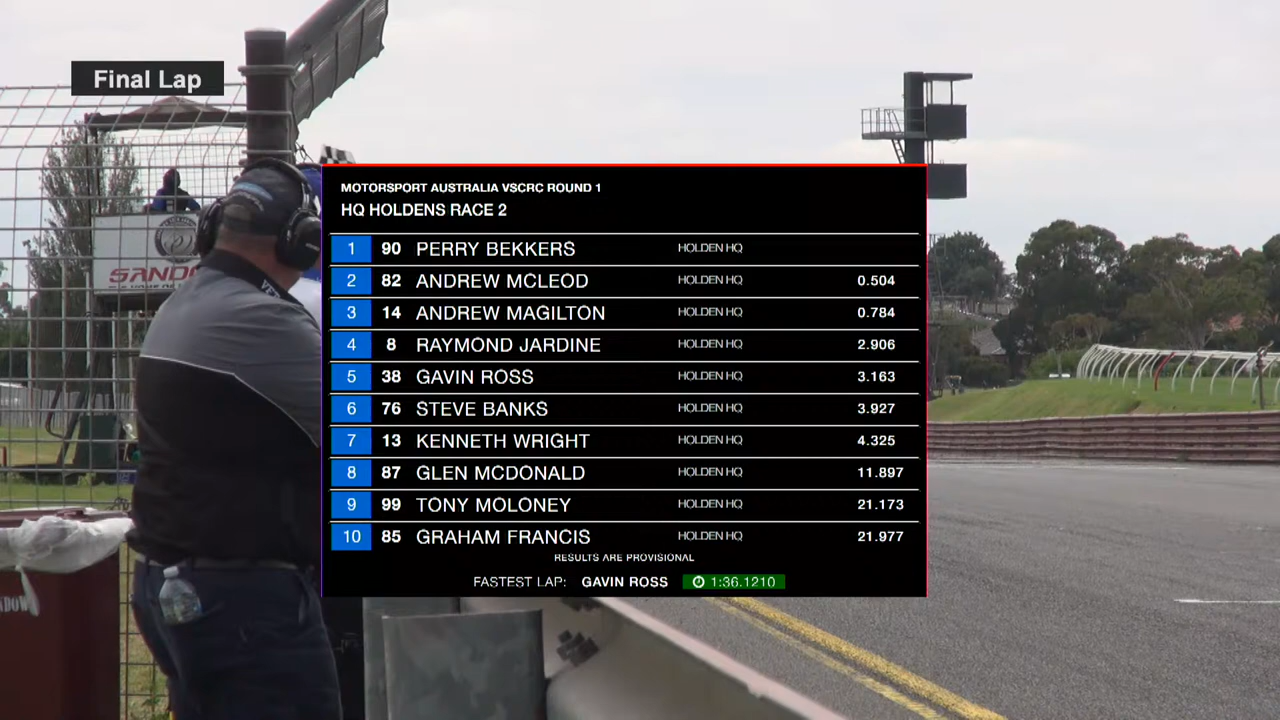 Final Lap
MOTORSPORT AUSTRALIA VSCRC ROUND 1
HQ HOLDENS RACE 2
1 90 PERRY BEKKERS HOLDEN HQ
2 82 ANDREW MCLEOD HOLDEN HQ 0.504
3 14 ANDREW MAGILTON HOLDEN HQ 0.784
4 8 RAYMOND JARDINE HOLDEN HQ 2.906
5 38 GAVIN ROSS HOLDEN HQ 3.163
6 76 STEVE BANKS HOLDEN HQ 3.927
7 13 KENNETH WRIGHT HOLDEN HQ 4.325
8 87 GLEN MCDONALD HOLDEN HQ 11.897
9 99 TONY MOLONEY HOLDEN HQ 21.173
10 85 GRAHAM FRANCIS HOLDEN HQ 21.977
RESULTS ARE PROVISIONAL
FASTEST LAP: GAVIN ROSS 1:36.1210
SANDO